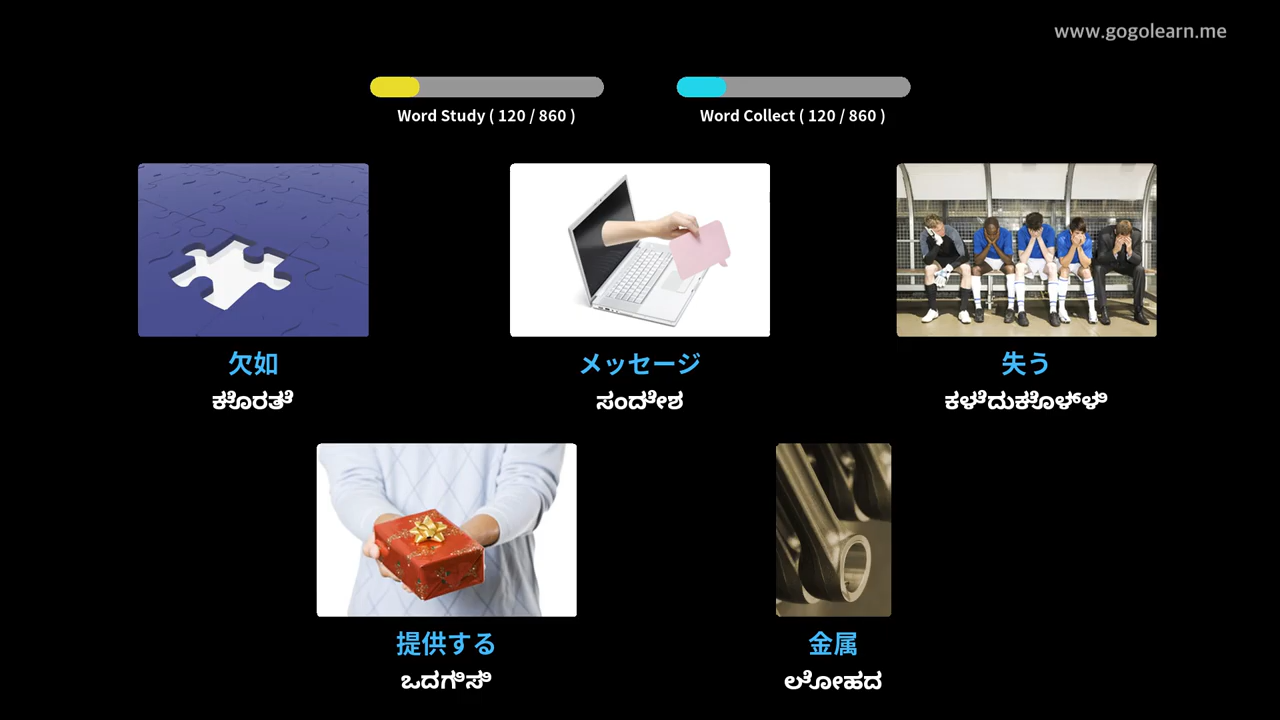 www.gogolearn.me
Word Study ( 120 / 860 )
Word Collect ( 120 / 860 )
欠如
ಕೊರತೆ
メッセージ
ಸಂದೇಶ
失う
ಕಳೆದುಕೊಳ್ಳಿ
提供する
ಒದಗಿಸಿ
金属
ಲೋಹದ